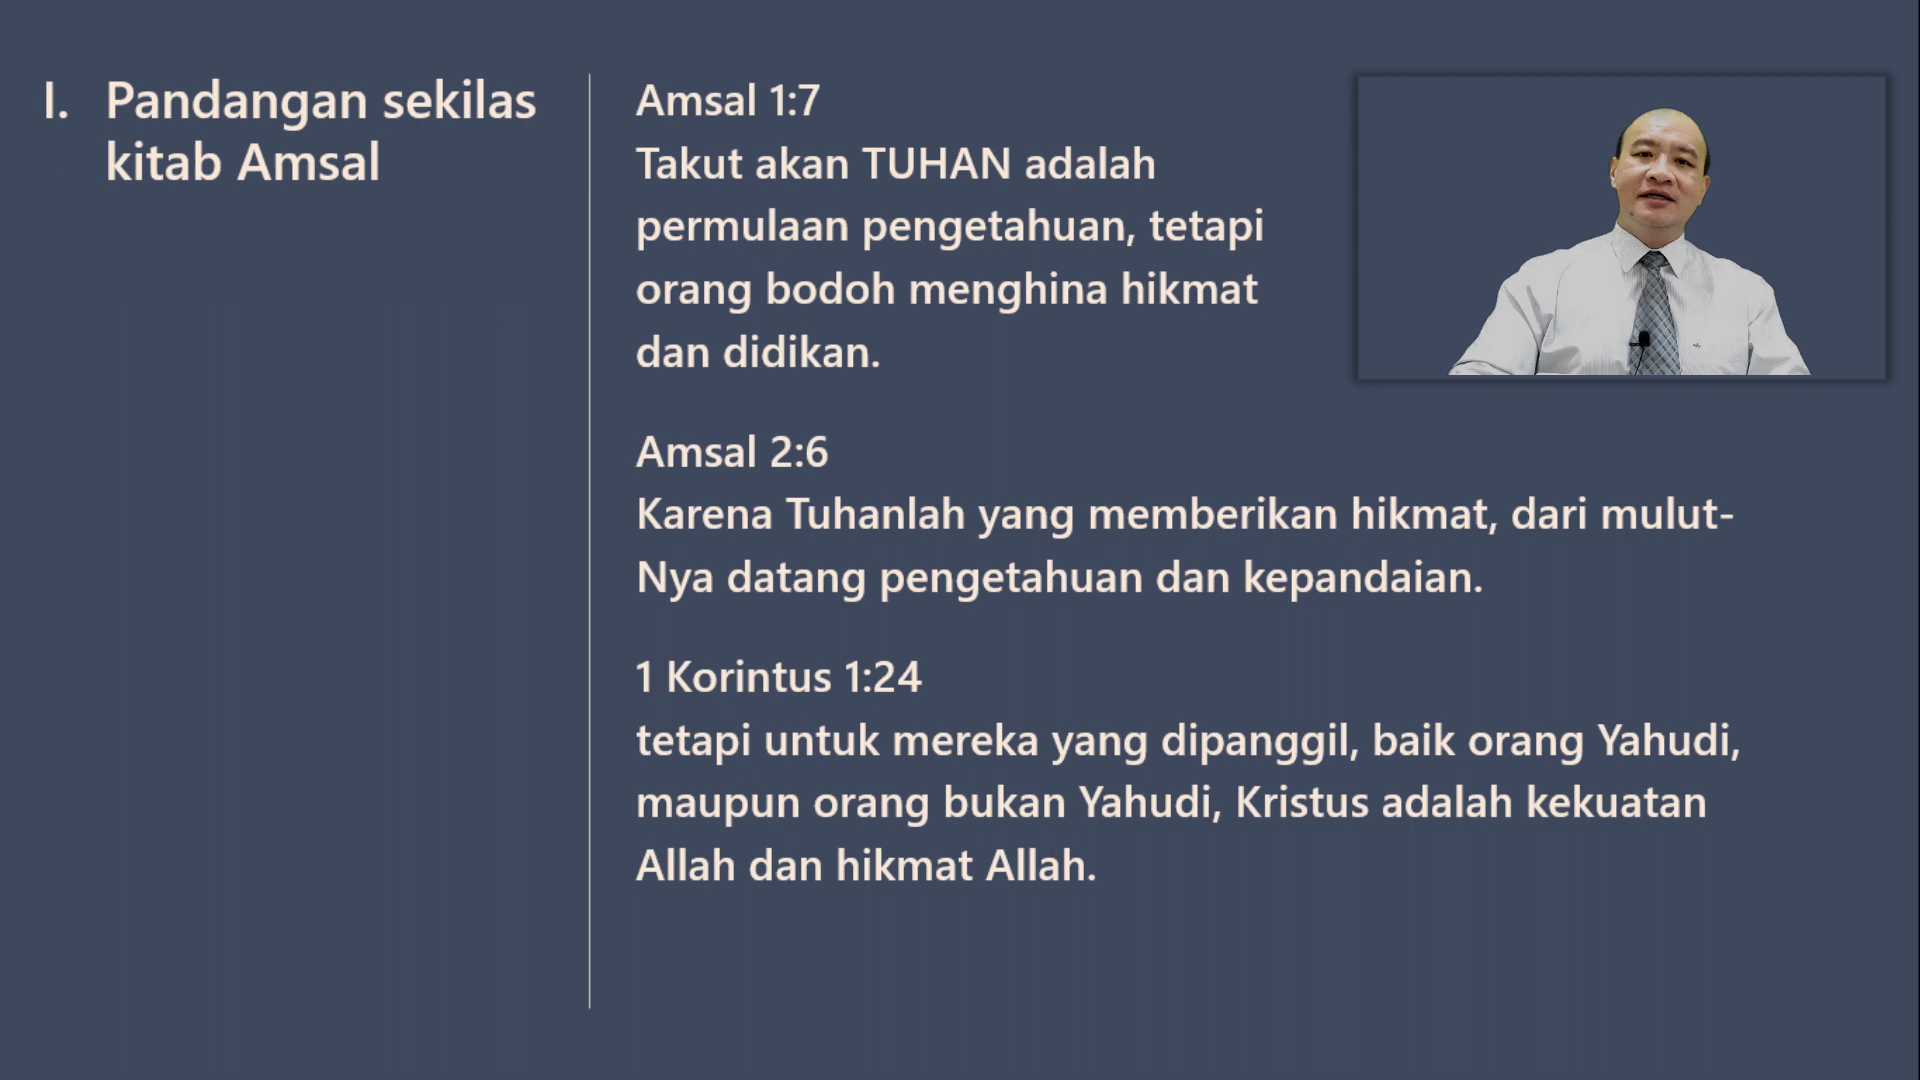 I. Pandangan sekilas
kitab Amsal
Amsal 1:7
Takut akan TUHAN adalah
permulaan pengetahuan, tetapi
orang bodoh menghina hikmat
dan didikan.
Amsal 2:6
Karena Tuhanlah yang memberikan hikmat, dari mulut-
Nya datang pengetahuan dan kepandaian.
1 Korintus 1:24
tetapi untuk mereka yang dipanggil, baik orang Yahudi,
maupun orang bukan Yahudi, Kristus adalah kekuatan
Allah dan hikmat Allah.